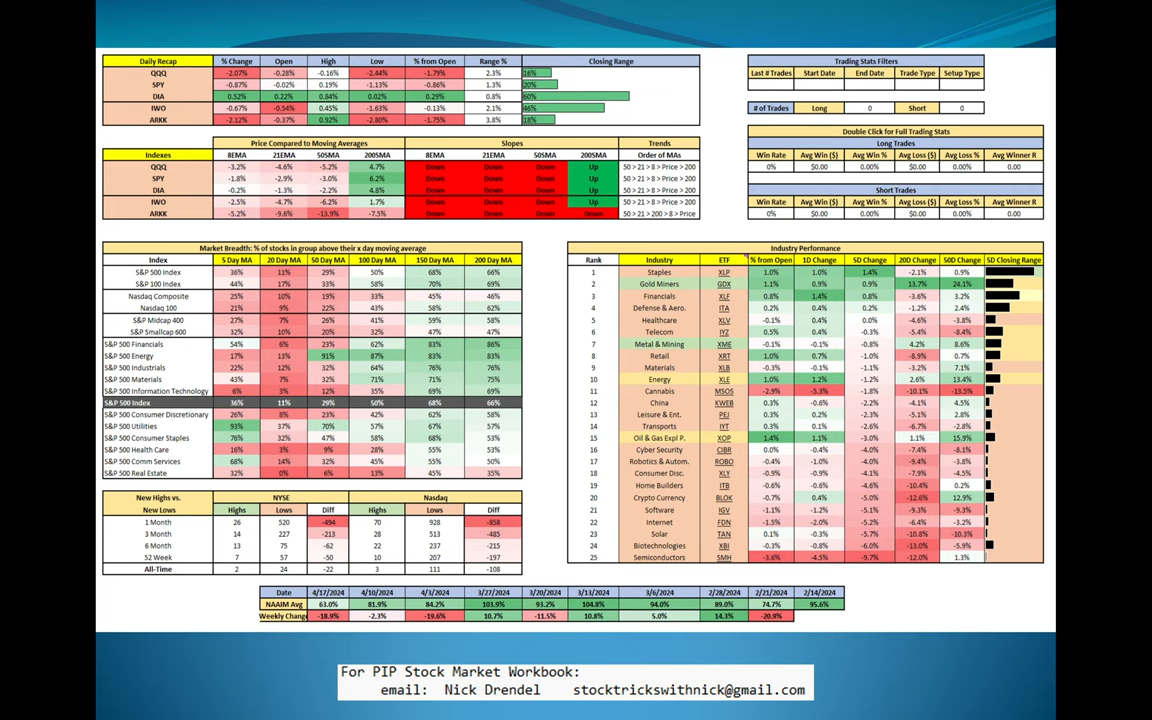 Daily Recap % Change Open High Low % from Open Range % Closing Range
QQQ -2.07% -0.28% -0.16% -2.44% -1.79% 2.3% 16%
SPY -0.87% -0.02% 0.19% -1.13% -0.86% 1.3% 20%
DIA 0.52% 0.22% 0.84% 0.02% 0.29% 0.8% 60%
IWO -0.67% -0.54% 0.45% -1.63% -0.13% 2.1% 46%
ARKK -2.12% -0.37% 0.92% -2.80% -1.75% 3.8% 18%
Trading Stats Filters
Last # Trades Start Date End Date Trade Type Setup Type
# of Trades Long 0 Short 0
Price Compared to Moving Averages Slopes Trends
Indexes 8EMA 21EMA 50SMA 200SMA 8EMA 21EMA 50SMA 200SMA Order of MAs
QQQ -3.2% -4.6% -5.2% 4.7% Down Down Down Up 50 > 21 > 8 > Price > 200
SPY -1.8% -2.9% -3.0% 6.2% Down Down Down Up 50 > 21 > 8 > Price > 200
DIA -0.2% -1.3% -2.2% 4.8% Down Down Down Up 50 > 21 > 8 > Price > 200
IWO -2.5% -4.7% -6.2% 1.7% Down Down Down Up 50 > 21 > 8 > Price > 200
ARKK -5.2% -9.6% -13.9% -7.5% Down Down Down Down 50 > 21 > 200 > 8 > Price
Double Click for Full Trading Stats
Long Trades
Win Rate Avg Win ($) Avg Win % Avg Loss ($) Avg Loss % Avg Winner R
0% $0.00 0.00% $0.00 0.00% 0.00
Short Trades
Win Rate Avg Win ($) Avg Win % Avg Loss ($) Avg Loss % Avg Winner R
0% $0.00 0.00% $0.00 0.00% 0.00
Market Breadth: % of stocks in group above their x day moving average
Index 5 Day MA 20 Day MA 50 Day MA 100 Day MA 150 Day MA 200 Day MA
S&P 500 Index 36% 11% 29% 50% 68% 66%
S&P 100 Index 44% 17% 33% 58% 70% 69%
Nasdaq Composite 25% 10% 19% 33% 45% 46%
Nasdaq 100 21% 9% 22% 43% 58% 62%
S&P Midcap 400 27% 7% 26% 41% 59% 58%
S&P Smallcap 600 32% 10% 20% 32% 47% 47%
S&P 500 Financials 54% 6% 23% 62% 83% 86%
S&P 500 Energy 17% 13% 91% 87% 83% 83%
S&P 500 Industrials 22% 12% 32% 64% 76% 76%
S&P 500 Materials 43% 7% 32% 71% 71% 75%
S&P 500 Information Technology 6% 3% 12% 35% 69% 69%
S&P 500 Index 36% 11% 29% 50% 68% 66%
S&P 500 Consumer Discretionary 26% 8% 23% 42% 62% 58%
S&P 500 Utilities 93% 37% 70% 57% 67% 57%
S&P 500 Consumer Staples 76% 32% 47% 58% 68% 53%
S&P 500 Health Care 16% 3% 9% 28% 55% 53%
S&P 500 Comm Services 68% 14% 32% 45% 55% 50%
S&P 500 Real Estate 32% 0% 6% 13% 45% 35%
Industry Performance
Rank Industry ETF % from Open 1D Change 5D Change 20D Change 50D Change 5D Closing Range
1 Staples XLP 1.0% 1.0% 1.4% -2.1% 0.9%
2 Gold Miners GDX 1.1% 0.9% 0.9% 13.7% 24.1%
3 Financials XLF 0.8% 1.4% 0.8% -3.6% 3.2%
4 Defense & Aero. ITA 0.2% 0.4% 0.2% -1.2% 2.4%
5 Healthcare XLV -0.1% 0.4% 0.0% -4.6% -3.8%
6 Telecom IYZ 0.5% 0.4% -0.3% -5.4% -8.4%
7 Metal & Mining XME -0.1% -0.1% -0.8% 4.2% 8.6%
8 Retail XRT 1.0% 0.7% -1.0% -8.9% 0.7%
9 Materials XLB -0.1% 0.2% -1.1% -3.2% 7.1%
10 Energy XLE 1.0% 1.2% -1.2% 2.6% 13.4%
11 Cannabis MSOS -2.9% -5.3% -1.8% -10.1% -13.5%
12 China KWEB 0.3% -0.6% -2.2% -4.1% 4.5%
13 Leisure & Ent. PEJ 0.3% 0.2% -2.3% -5.1% 2.8%
14 Transports IYT 0.3% 0.1% -2.6% -6.7% -2.8%
15 Oil & Gas Expl P. XOP 1.4% 1.1% -3.0% 1.1% 15.9%
16 Cyber Security CIBR 0.0% -0.4% -4.0% -7.4% -8.1%
17 Robotics & Autom. ROBO -0.4% -1.0% -4.0% -9.4% -3.8%
18 Consumer Disc. XLY -0.9% -0.9% -4.1% -4.8% -2.3%
19 Home Builders ITB -0.6% -0.6% -4.6% -10.4% 0.2%
20 Crypto Currency BLOK -0.7% 0.4% -5.0% -12.6% 12.9%
21 Software IGV -1.1% -1.2% -5.1% -9.3% -9.3%
22 Internet FDN -1.5% -2.0% -5.2% -6.4% -3.2%
23 Solar TAN 0.1% -0.3% -5.7% -10.8% -10.3%
24 Biotechnologies XBI -0.3% -0.8% -6.0% -13.0% -5.9%
25 Semiconductors SMH -3.6% -4.5% -9.7% -12.0% 1.3%
New Highs vs. NYSE Nasdaq
New Lows Highs Lows Diff Highs Lows Diff
1 Month 26 520 -494 70 928 -858
3 Month 14 227 -213 28 513 -485
6 Month 13 75 -62 22 237 -215
52 Week 7 57 -50 10 207 -197
All-Time 2 24 -22 3 111 -108
Date 4/17/2024 4/10/2024 4/3/2024 3/27/2024 3/20/2024 3/13/2024 3/6/2024 2/28/2024 2/21/2024 2/14/2024
NAAIM Avg 63.0% 81.9% 84.2% 103.9% 93.2% 104.8% 94.0% 89.0% 74.7% 95.6%
Weekly Change -18.9% -2.3% -19.6% 10.7% -11.5% 10.8% 5.0% 14.3% -20.9%
For PIP Stock Market Workbook:
email: Nick Drendel stocktrickswithnick@gmail.com